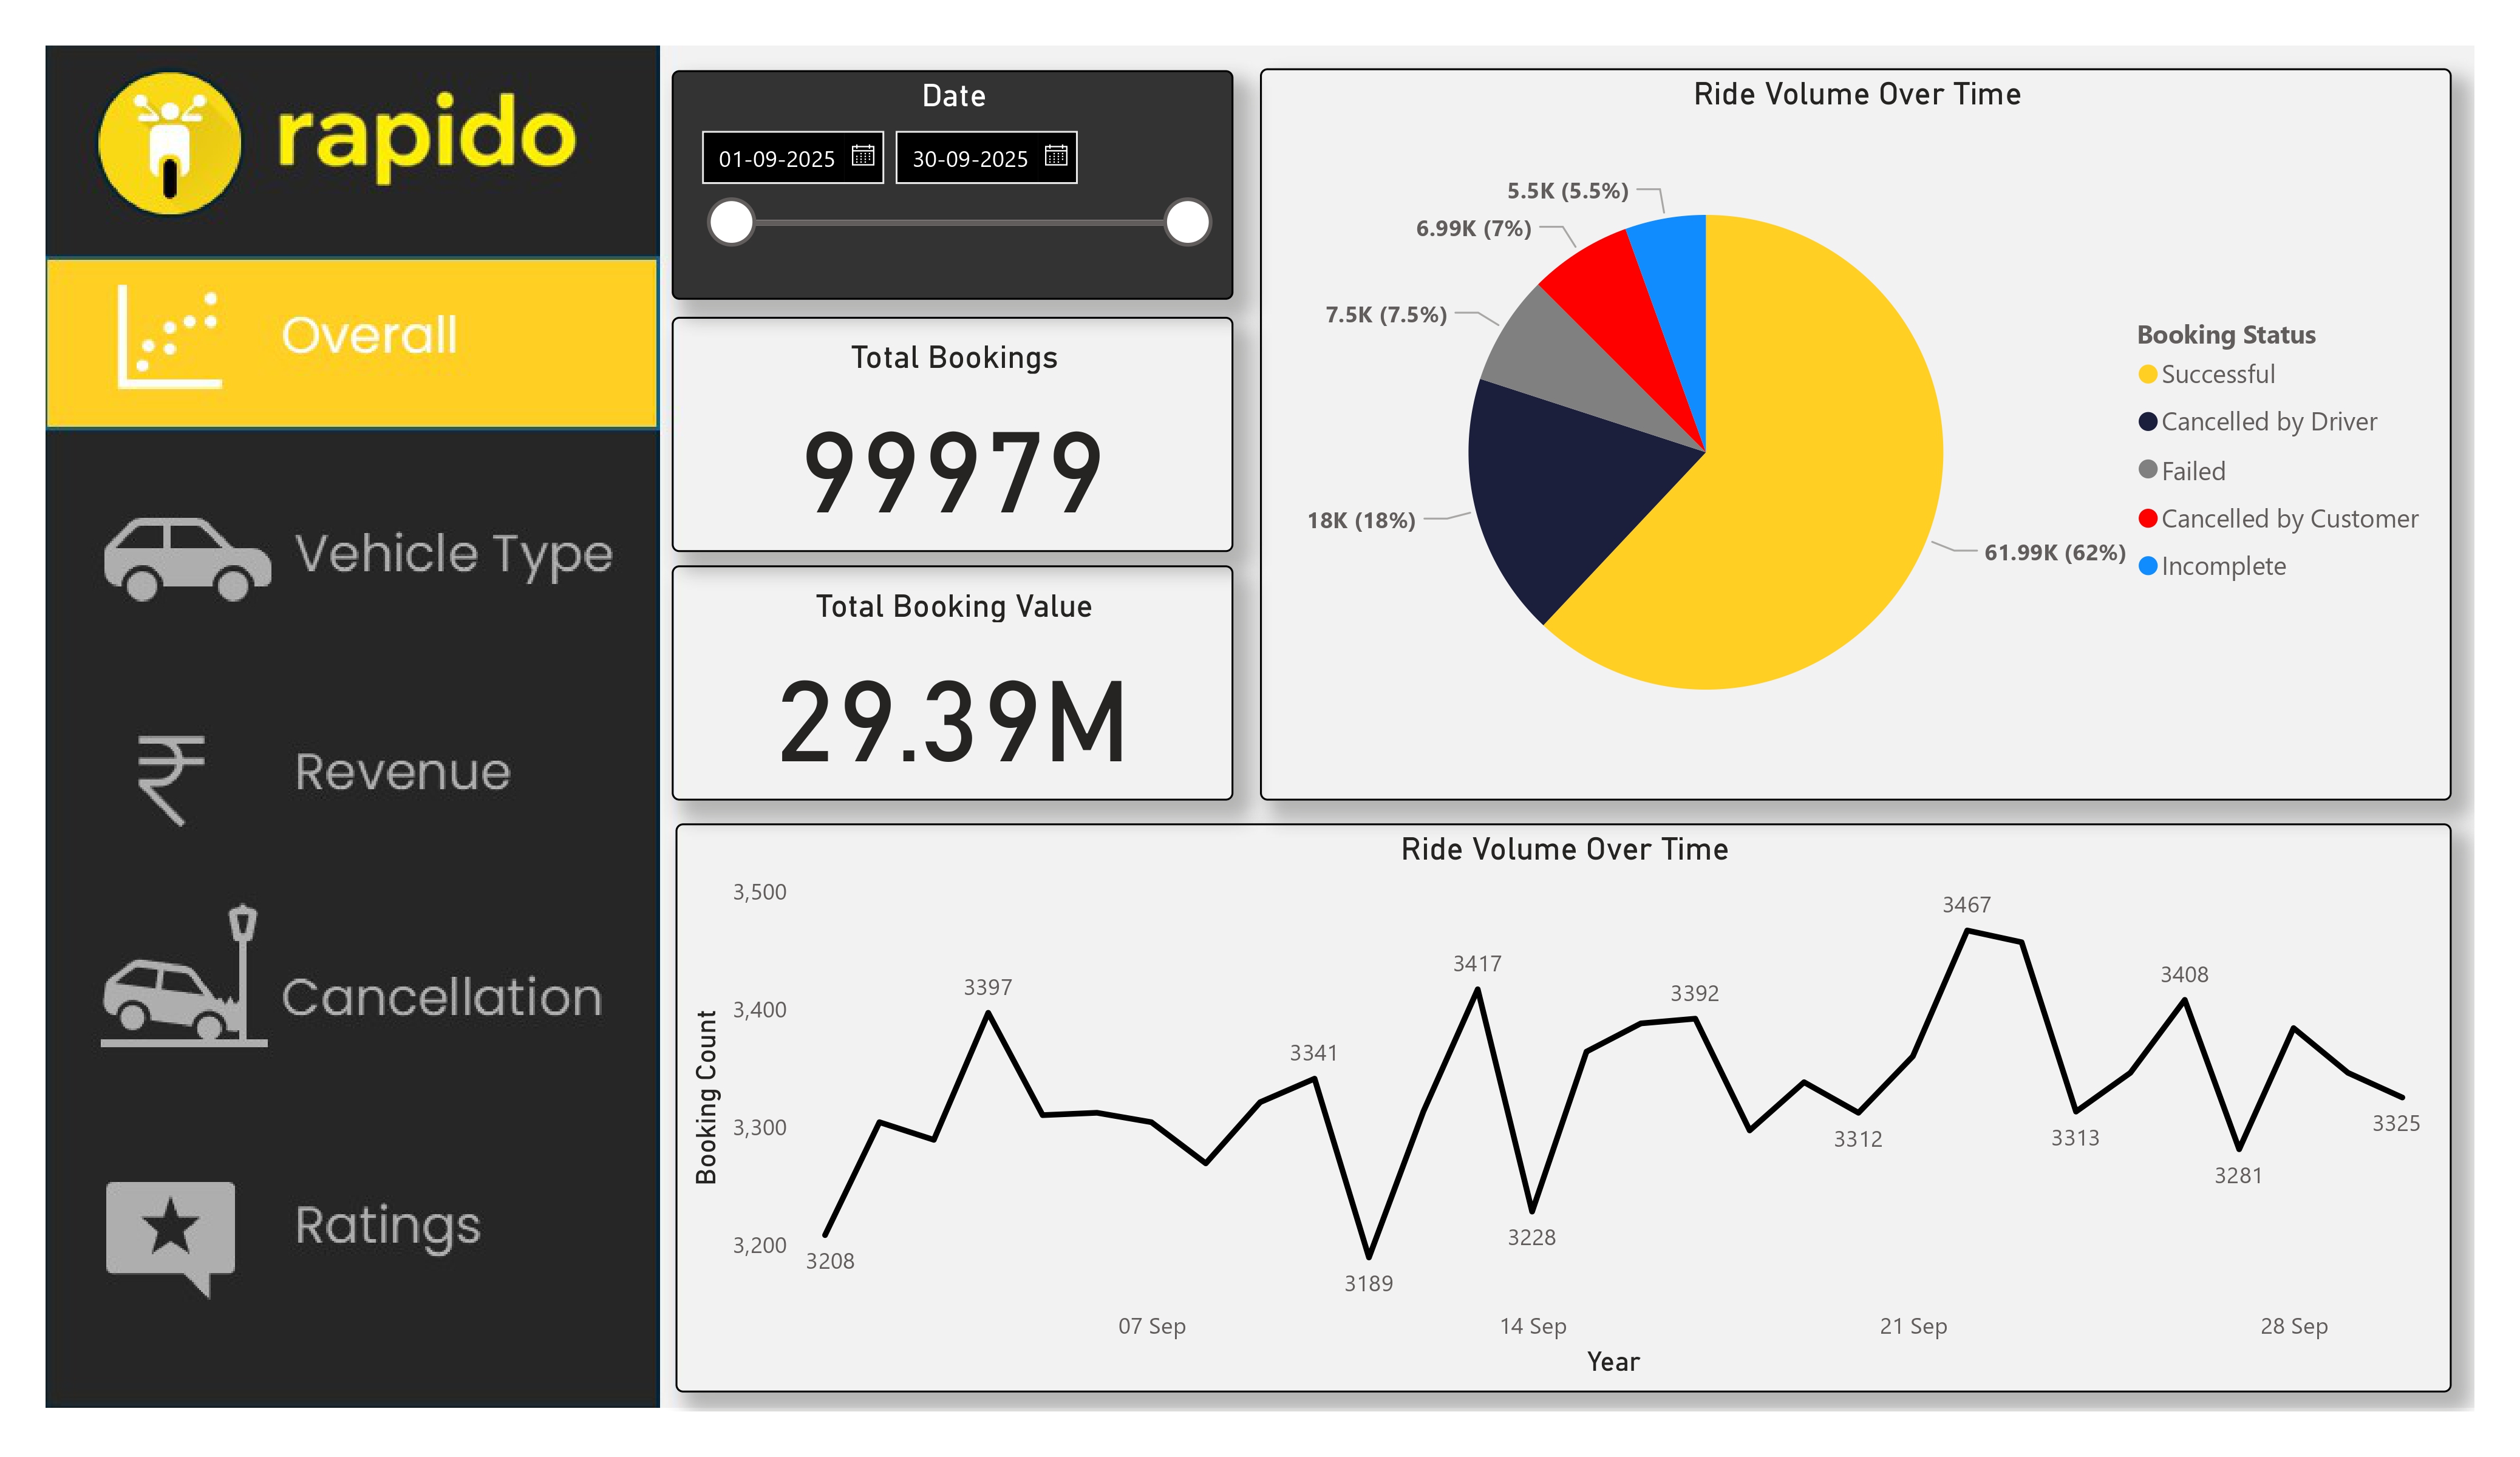 rapido
Overall
Vehicle Type
₹
Revenue
Cancellation
Ratings
Date
01-09-2025
30-09-2025
Total Bookings
99979
Total Booking Value
29.39M
Ride Volume Over Time
5.5K (5.5%)
6.99K (7%)
7.5K (7.5%)
18K (18%)
61.99K (62%)
Booking Status
Successful
Cancelled by Driver
Failed
Cancelled by Customer
Incomplete
Ride Volume Over Time
Booking Count
3,500
3,400
3,300
3,200
3208
3397
3341
3189
3417
3228
3392
3312
3467
3313
3408
3281
3325
07 Sep
14 Sep
21 Sep
28 Sep
Year